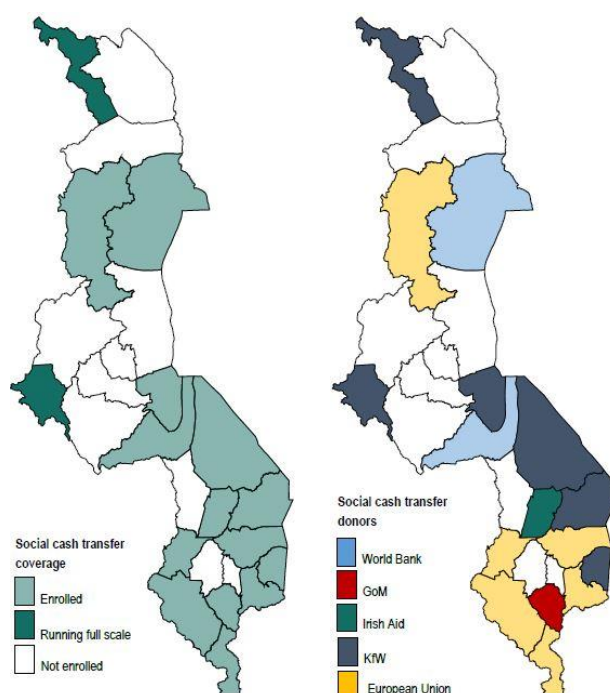 Social cash transfer
coverage
Enrolled
Running full scale
Not enrolled
Social cash transfer
donors
World Bank
GoM
Irish Aid
KfW
European Union